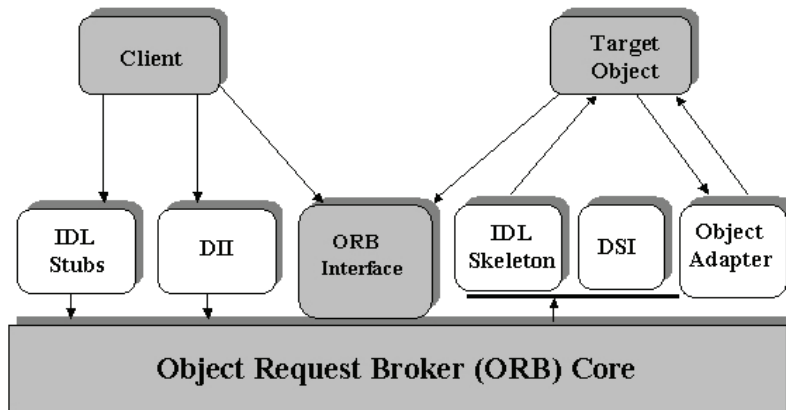 Client
Target
Object
IDL
Stubs
DII
ORB
Interface
IDL
Skeleton
DSI
Object
Adapter
Object Request Broker (ORB) Core